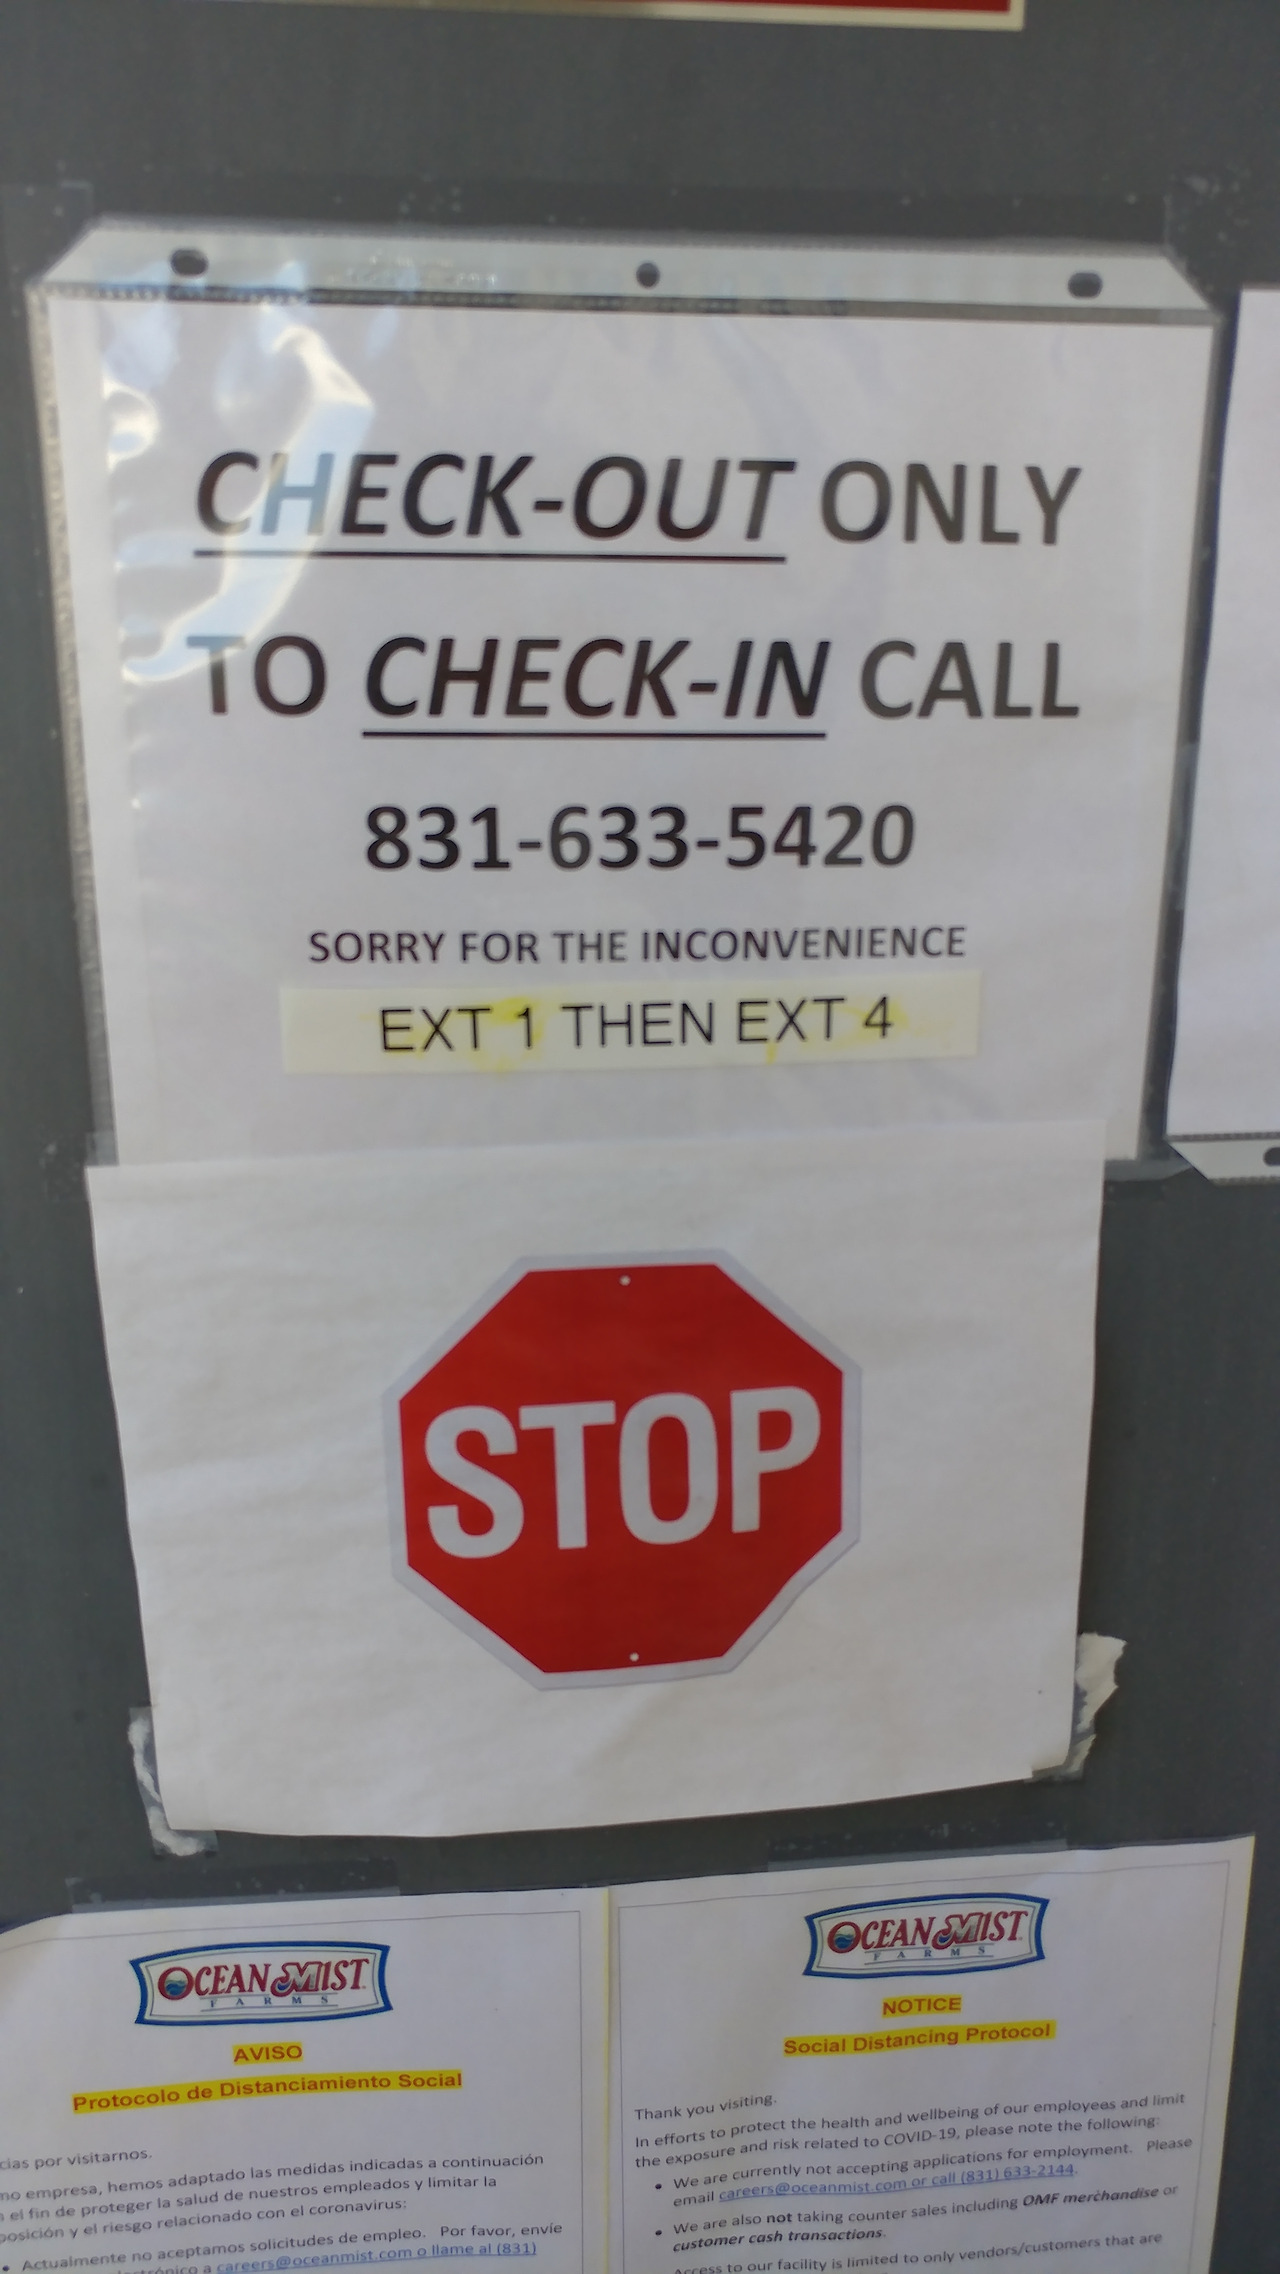 CHECK-OUT ONLY
TO CHECK-IN CALL
831-633-5420
SORRY FOR THE INCONVENIENCE
EXT 1 THEN EXT 4
STOP
OCEAN MIST
FARMS
AVISO
Protocolo de Distanciamiento Social
por visitarnos.
empresa, hemos adaptado las medidas indicadas a continuación
el fin de proteger la salud de nuestros empleados y limitar la
y el riesgo relacionado con el coronavirus:
• Actualmente no aceptamos solicitudes de empleo. Por favor, envíe
a careers@oceanmist.com o llame al (831)
OCEAN MIST
FARMS
NOTICE
Social Distancing Protocol
Thank you visiting.
In efforts to protect the health and wellbeing of our employees and limit
the exposure and risk related to COVID-19, please note the following:
• We are currently not accepting applications for employment. Please
email careers@oceanmist.com or call (831) 633-2144.
• We are also not taking counter sales including OMF merchandise or
customer cash transactions.
Access to our facility is limited to only vendors/customers that are